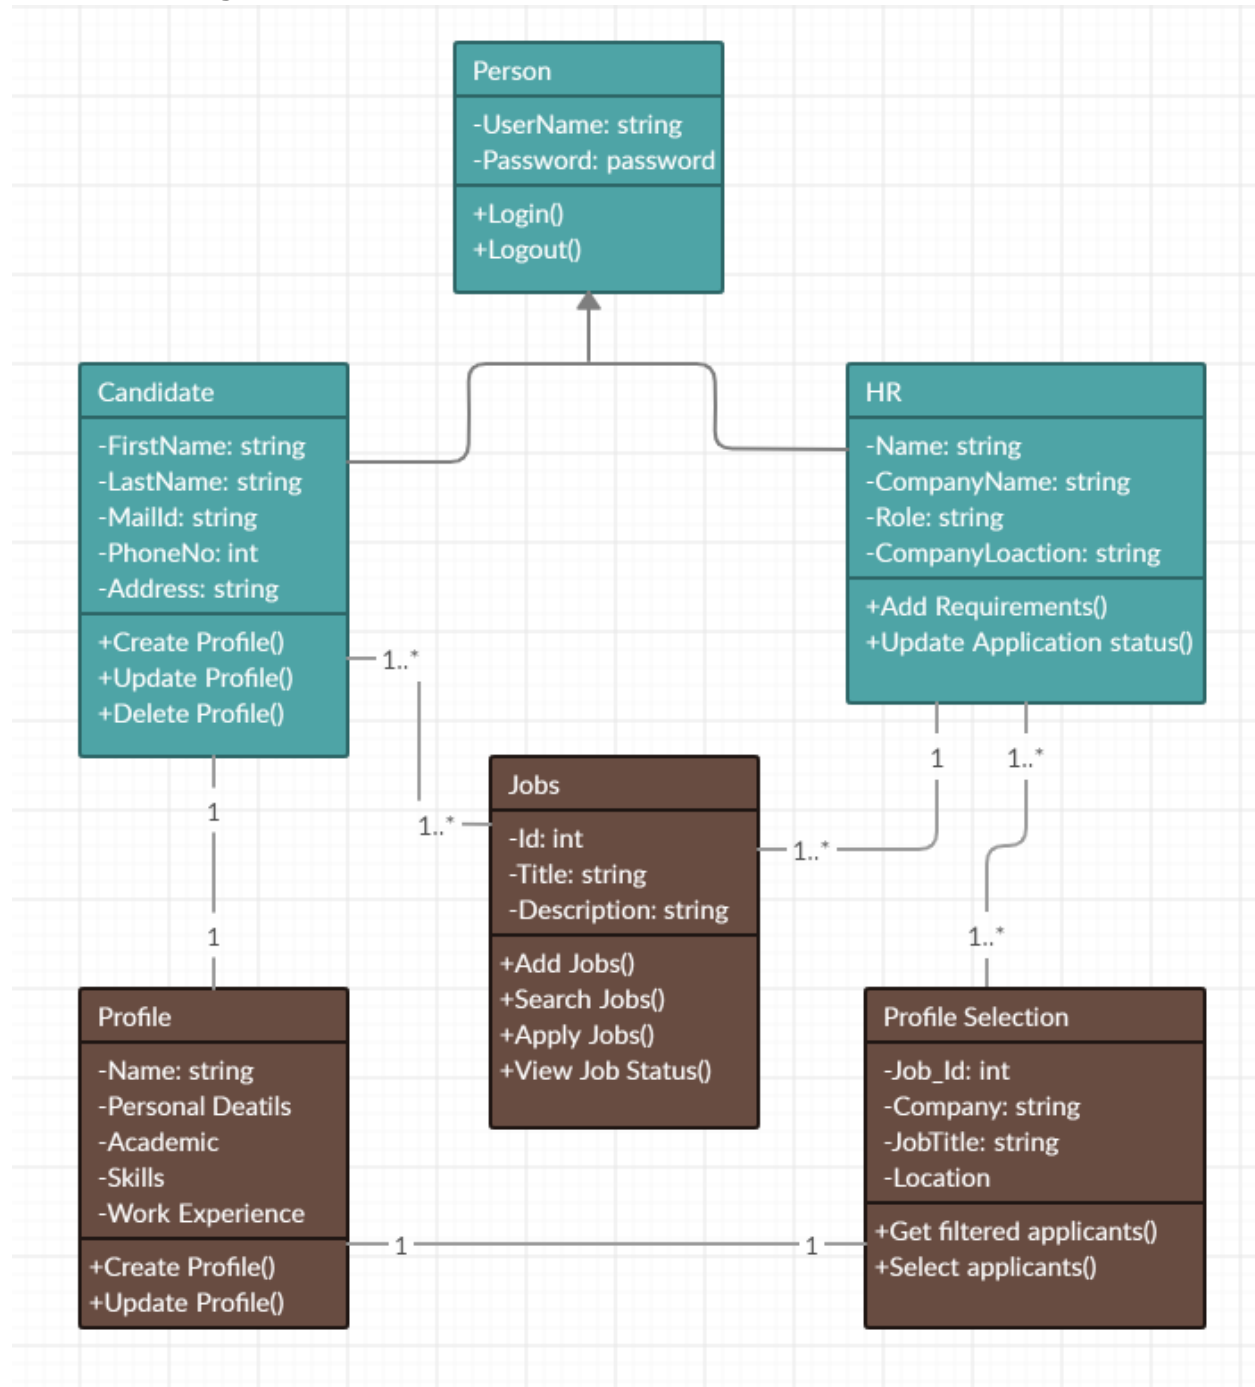 Person
-UserName: string
-Password: password
+Login()
+Logout()
Candidate
-FirstName: string
-LastName: string
-MailId: string
-PhoneNo: int
-Address: string
+Create Profile()
+Update Profile()
+Delete Profile()
HR
-Name: string
-CompanyName: string
-Role: string
-CompanyLoaction: string
+Add Requirements()
+Update Application status()
1..*
1..*
1
1..*
1..*
1..*
1
1
Jobs
-Id: int
-Title: string
-Description: string
+Add Jobs()
+Search Jobs()
+Apply Jobs()
+View Job Status()
Profile
-Name: string
-Personal Deatils
-Academic
-Skills
-Work Experience
+Create Profile()
+Update Profile()
1
1
Profile Selection
-Job_Id: int
-Company: string
-JobTitle: string
-Location
+Get filtered applicants()
+Select applicants()